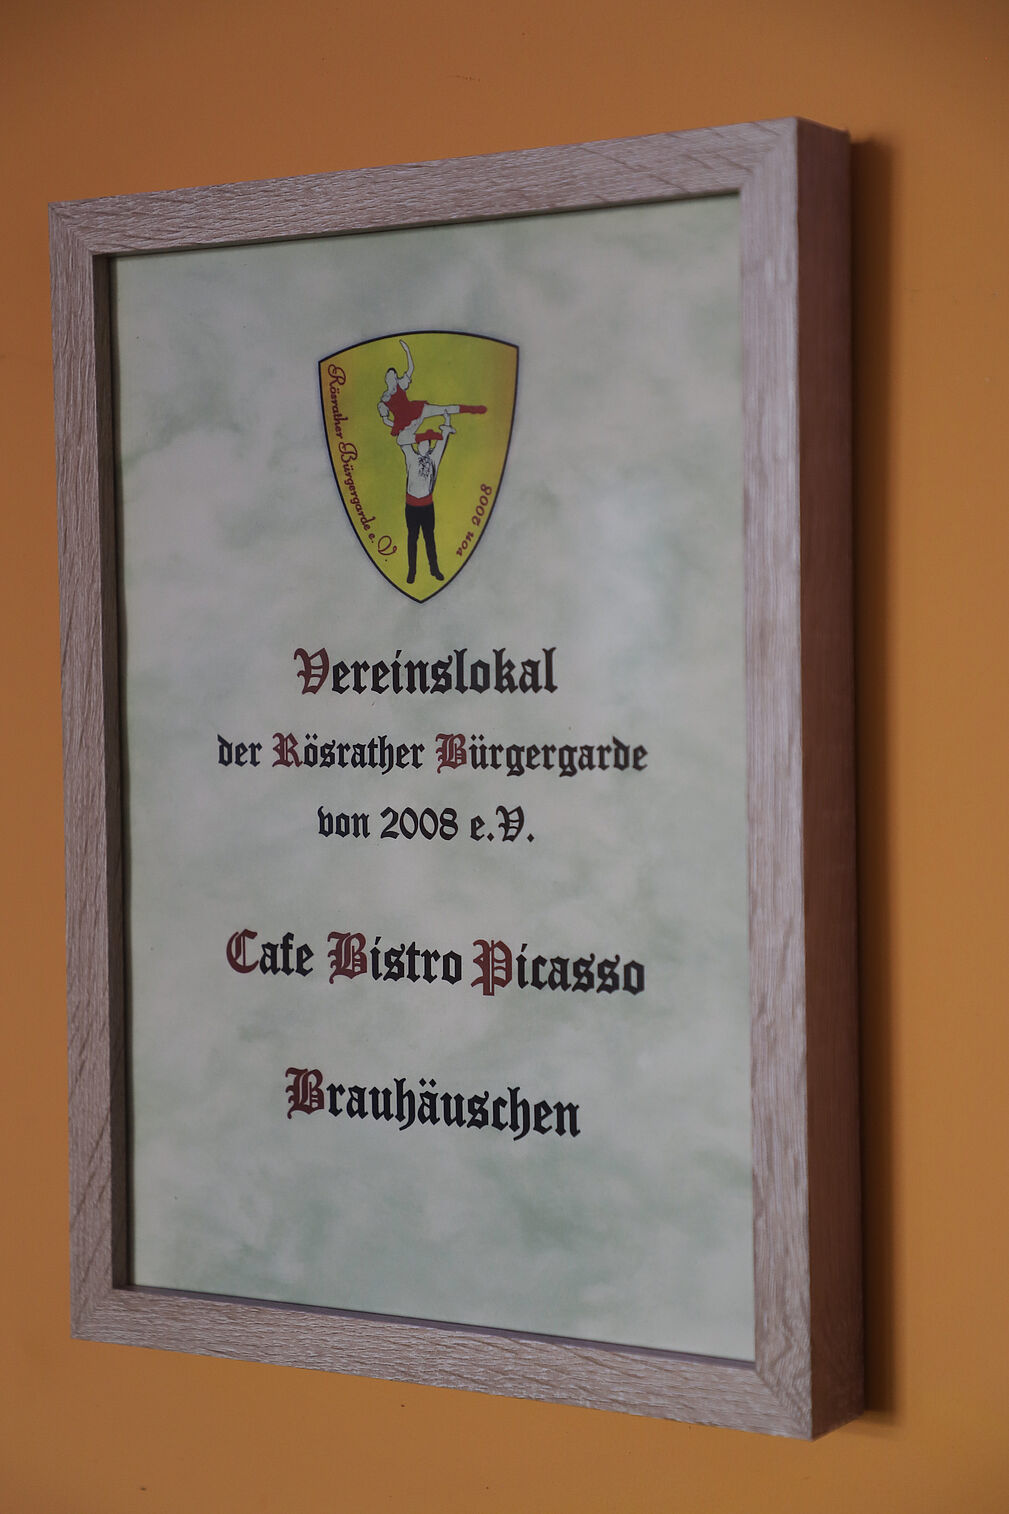 Rösrather Bürgergarde e. V.
von 2008
Vereinslokal
der Rösrather Bürgergarde
von 2008 e.V.
Cafe Bistro Picasso
Brauhäuschen